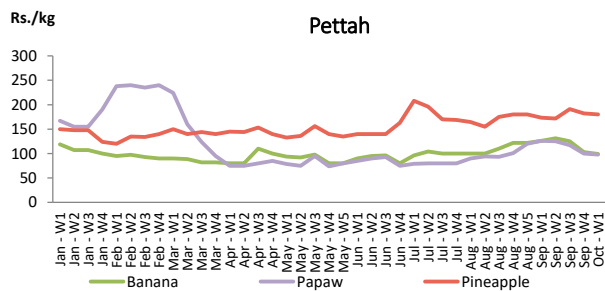 Rs./kg
Pettah
300
250
200
150
100
50
0
Jan - W1
Jan - W2
Jan - W3
Jan - W4
Feb - W1
Feb - W2
Feb - W3
Feb - W4
Mar - W1
Mar - W2
Mar - W3
Mar - W4
Apr - W1
Apr - W2
Apr - W3
Apr - W4
May - W1
May - W2
May - W3
May - W4
May - W5
Jun - W1
Jun - W2
Jun - W3
Jun - W4
Jul - W1
Jul - W2
Jul - W3
Jul - W4
Aug - W1
Aug - W2
Aug - W3
Aug - W4
Aug - W5
Sep - W1
Sep - W2
Sep - W3
Sep - W4
Oct - W1
Banana
Papaw
Pineapple